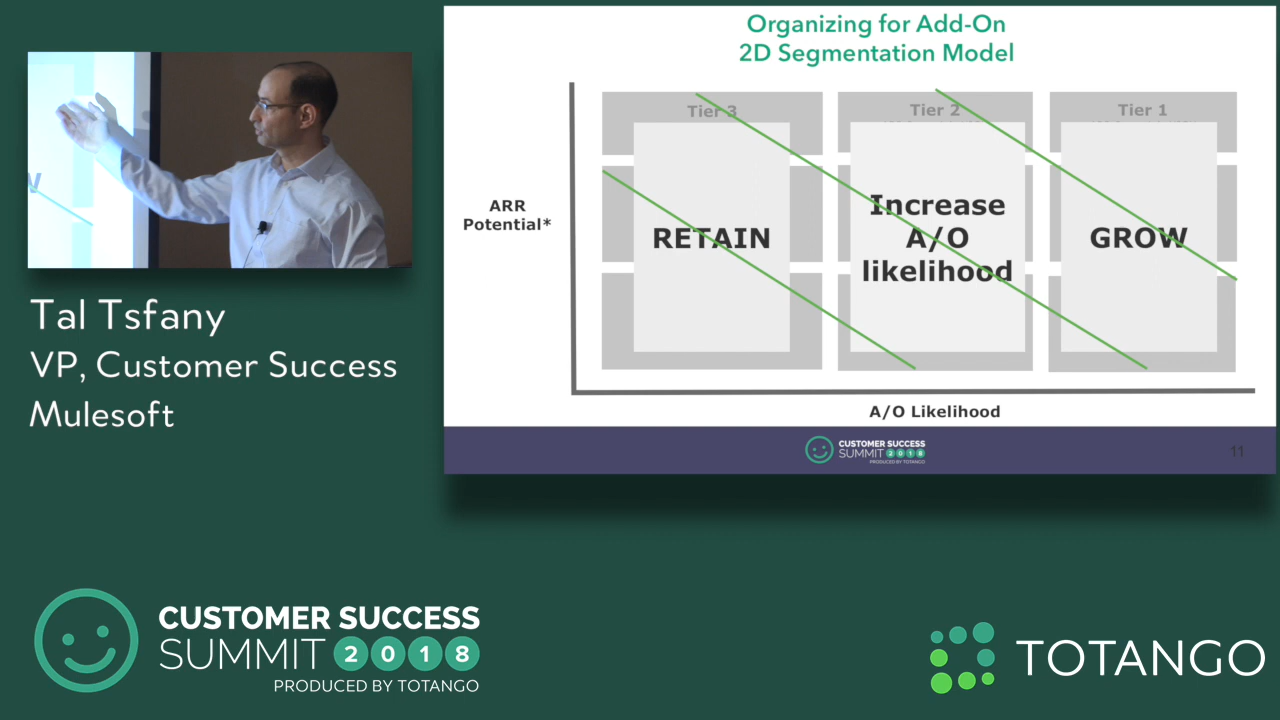 Organizing for Add-On
2D Segmentation Model
Tier 3
Tier 2
Tier 1
ARR
Potential*
RETAIN
Increase
A/O
likelihood
GROW
A/O Likelihood
CUSTOMER SUCCESS
SUMMIT 2018
PRODUCED BY TOTANGO
11
Tal Tsfany
VP, Customer Success
Mulesoft
CUSTOMER SUCCESS
SUMMIT 2018
PRODUCED BY TOTANGO
TOTANGO